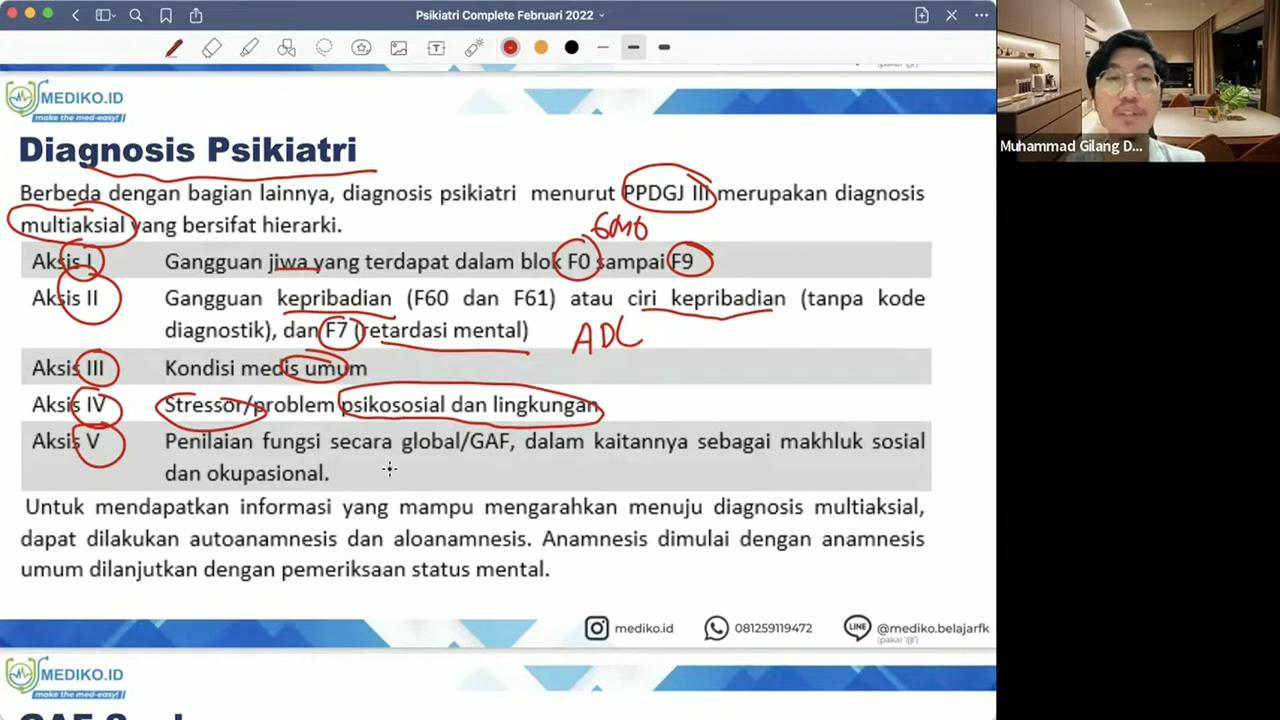 Psikiatri Complete Februari 2022
MEDIKO.ID
make the med-easy!
Diagnosis Psikiatri
Berbeda dengan bagian lainnya, diagnosis psikiatri menurut PPDGJ III merupakan diagnosis
multiaksial yang bersifat hierarki.
Aksis I Gangguan jiwa yang terdapat dalam blok F0 sampai F9
Aksis II Gangguan kepribadian (F60 dan F61) atau ciri kepribadian (tanpa kode
diagnostik), dan F7 (retardasi mental)
Aksis III Kondisi medis umum
Aksis IV Stressor/problem psikososial dan lingkungan
Aksis V Penilaian fungsi secara global/GAF, dalam kaitannya sebagai makhluk sosial
dan okupasional.
Untuk mendapatkan informasi yang mampu mengarahkan menuju diagnosis multiaksial,
dapat dilakukan autoanamnesis dan aloanamnesis. Anamnesis dimulai dengan anamnesis
umum dilanjutkan dengan pemeriksaan status mental.
mediko.id 081259119472 @mediko.belajarfk
(pakai '@')
MEDIKO.ID
make the med-easy!
Muhammad Gilang D...